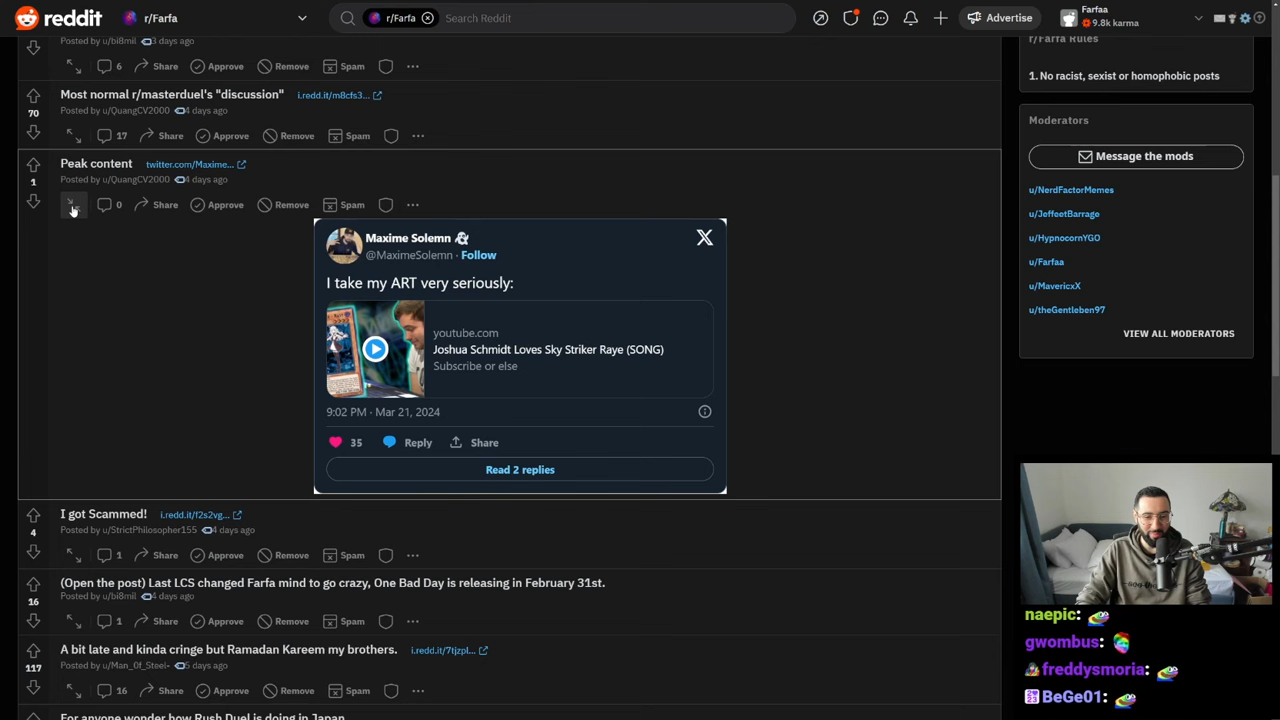 reddit
r/Farfa
r/Farfa
Search Reddit
Advertise
Farfaa
9.8k karma
Posted by u/bi8mil 3 days ago
6 Share Approve Remove Spam
Most normal r/masterduel's "discussion" i.redd.it/m8cfs3...
Posted by u/QuangCV2000 4 days ago
70
17 Share Approve Remove Spam
Peak content twitter.com/Maxime...
Posted by u/QuangCV2000 4 days ago
1
0 Share Approve Remove Spam
Maxime Solemn
@MaximeSolemn · Follow
I take my ART very seriously:
youtube.com
Joshua Schmidt Loves Sky Striker Raye (SONG)
Subscribe or else
9:02 PM · Mar 21, 2024
35 Reply Share
Read 2 replies
I got Scammed! i.redd.it/f2s2vg...
Posted by u/StrictPhilosopher155 4 days ago
4
1 Share Approve Remove Spam
(Open the post) Last LCS changed Farfa mind to go crazy, One Bad Day is releasing in February 31st.
Posted by u/bi8mil 4 days ago
16
1 Share Approve Remove Spam
A bit late and kinda cringe but Ramadan Kareem my brothers. i.redd.it/7tjzpl...
Posted by u/Man_0f_Steel- 5 days ago
117
16 Share Approve Remove Spam
For anyone wonder how Rush Duel is doing in Japan
r/Farfa Rules
1. No racist, sexist or homophobic posts
Moderators
Message the mods
u/NerdFactorMemes
u/JeffeetBarrage
u/HypnocornYGO
u/Farfaa
u/MavericxX
u/theGentleben97
VIEW ALL MODERATORS
naepic:
gwombus:
freddysmoria:
BeGe01: